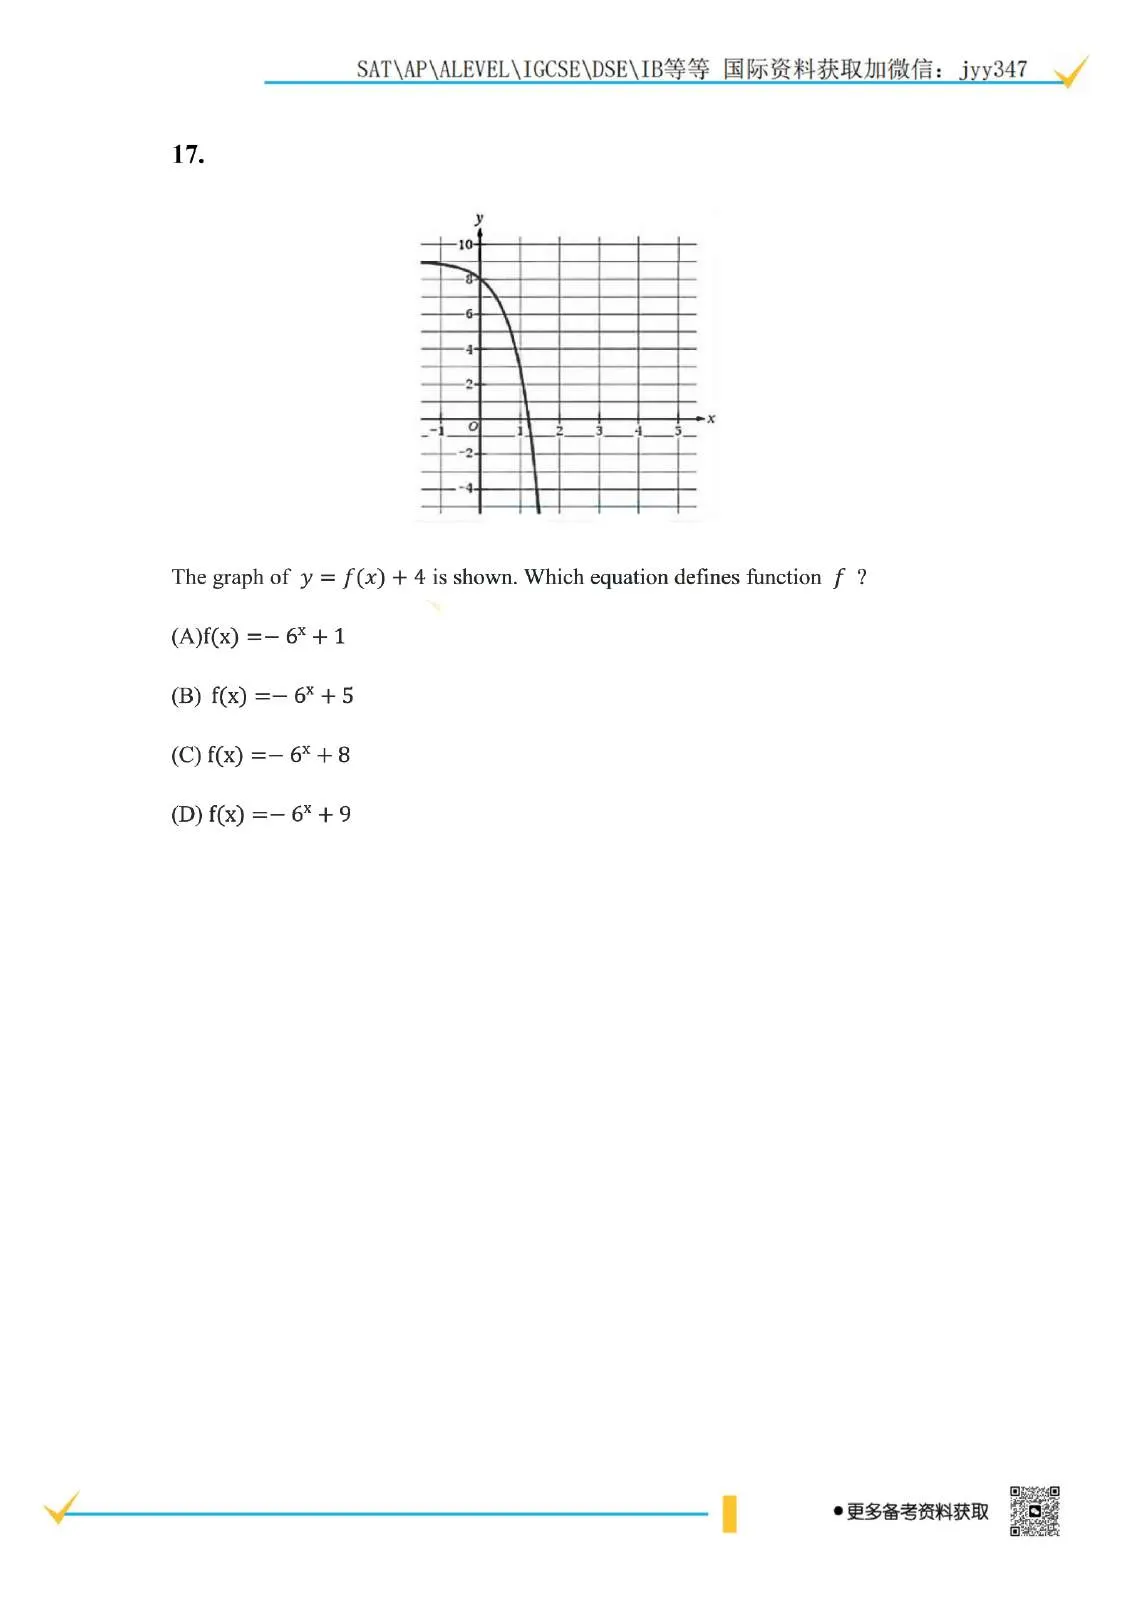 SAT\AP\ALEVEL\IGCSE\DSE\IB等等 国际资料获取加微信：jyy347
17.
y
10
8
6
4
2
-1 O 1 2 3 4 5 x
-2
-4
The graph of y = f(x) + 4 is shown. Which equation defines function f ?
(A)f(x) =− 6ˣ + 1
(B) f(x) =− 6ˣ + 5
(C) f(x) =− 6ˣ + 8
(D) f(x) =− 6ˣ + 9
●更多备考资料获取